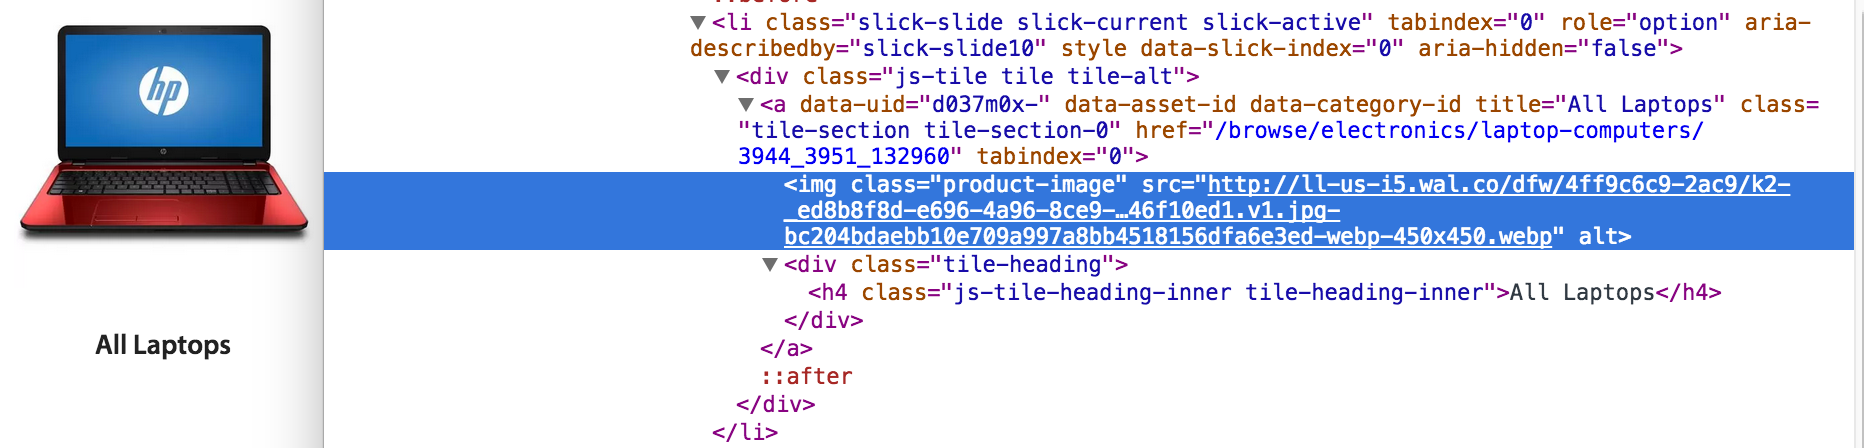 hp
All Laptops
::before
▼<li class="slick-slide slick-current slick-active" tabindex="0" role="option" aria-
describedby="slick-slide10" style data-slick-index="0" aria-hidden="false">
▼<div class="js-tile tile tile-alt">
▼<a data-uid="d037m0x-" data-asset-id data-category-id title="All Laptops" class=
"tile-section tile-section-0" href="/browse/electronics/laptop-computers/
3944_3951_132960" tabindex="0">
<img class="product-image" src="http://ll-us-i5.wal.co/dfw/4ff9c6c9-2ac9/k2-
_ed8b8f8d-e696-4a96-8ce9-…46f10ed1.v1.jpg-
bc204bdaebb10e709a997a8bb4518156dfa6e3ed-webp-450x450.webp" alt>
▼<div class="tile-heading">
<h4 class="js-tile-heading-inner tile-heading-inner">All Laptops</h4>
</div>
</a>
::after
</div>
</li>